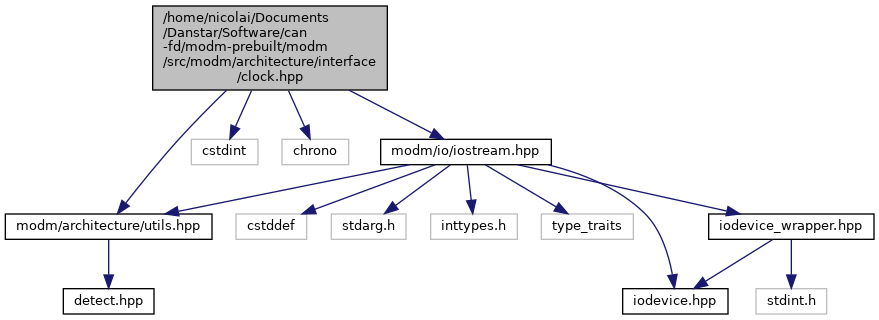 /home/nicolai/Documents
/Danstar/Software/can
-fd/modm-prebuilt/modm
/src/modm/architecture/interface
/clock.hpp
cstdint
chrono
modm/io/iostream.hpp
modm/architecture/utils.hpp
cstddef
stdarg.h
inttypes.h
type_traits
iodevice_wrapper.hpp
detect.hpp
iodevice.hpp
stdint.h